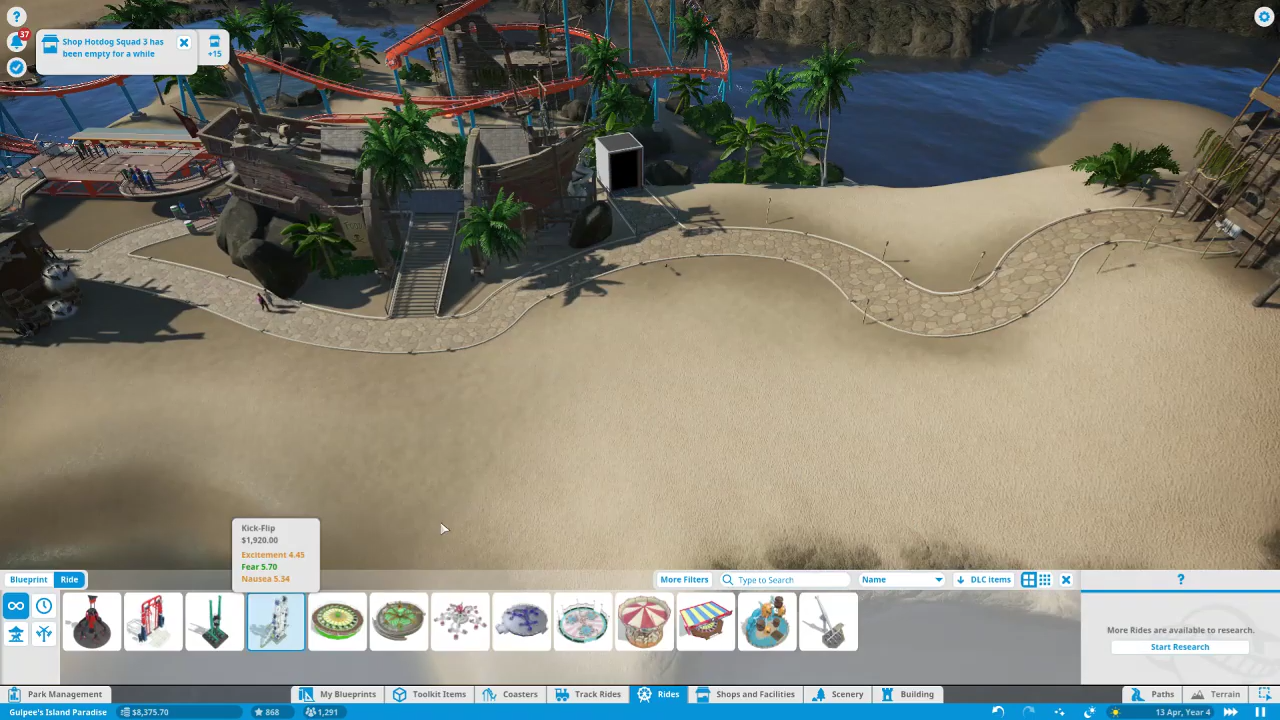 ?
37
Shop Hotdog Squad 3 has
been empty for a while
+15
Kick-Flip
$1,920.00
Excitement 4.45
Fear 5.70
Nausea 5.34
Blueprint
Ride
More Filters
Type to Search
Name
DLC items
?
More Rides are available to research.
Start Research
Park Management
My Blueprints
Toolkit Items
Coasters
Track Rides
Rides
Shops and Facilities
Scenery
Building
Paths
Terrain
Gulpee's Island Paradise
$8,375.70
868
1,291
13 Apr, Year 4